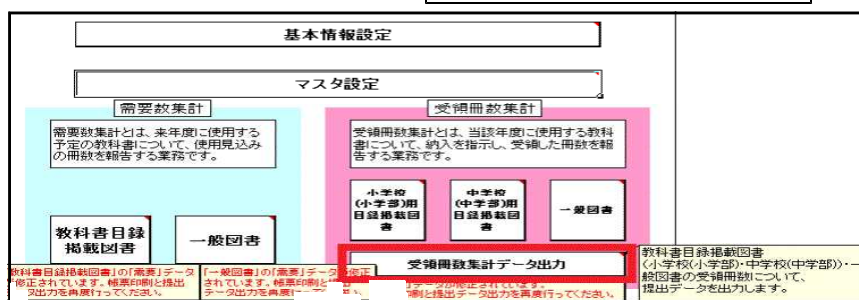 基本情報設定
マスタ設定
需要数集計
需要数集計とは、来年度に使用する
予定の教科書について、使用見込み
の冊数を報告する業務です。
教科書目録
掲載図書
一般図書
教科書目録掲載図書」の「需要」データ
修正されています。帳票印刷と提出
タ出力を再度行ってください。
「一般図書」の「需要」データが修正
されています。帳票印刷と
データ出力を再度行
受領冊数集計
受領冊数集計とは、当該年度に使用する教科
書について、納入を指示し、受領した冊数を報
告する業務です。
小学校
(小学部)用
目録掲載図
書
中学校
(中学部)用
目録掲載図
書
一般図書
受領冊数集計データ出力
データが修正されています。
印刷と提出データ出力を再度行ってください。
教科書目録掲載図書
(小学校(小学部)・中学校(中学部))・一
般図書の受領冊数について、
提出データを出力します。